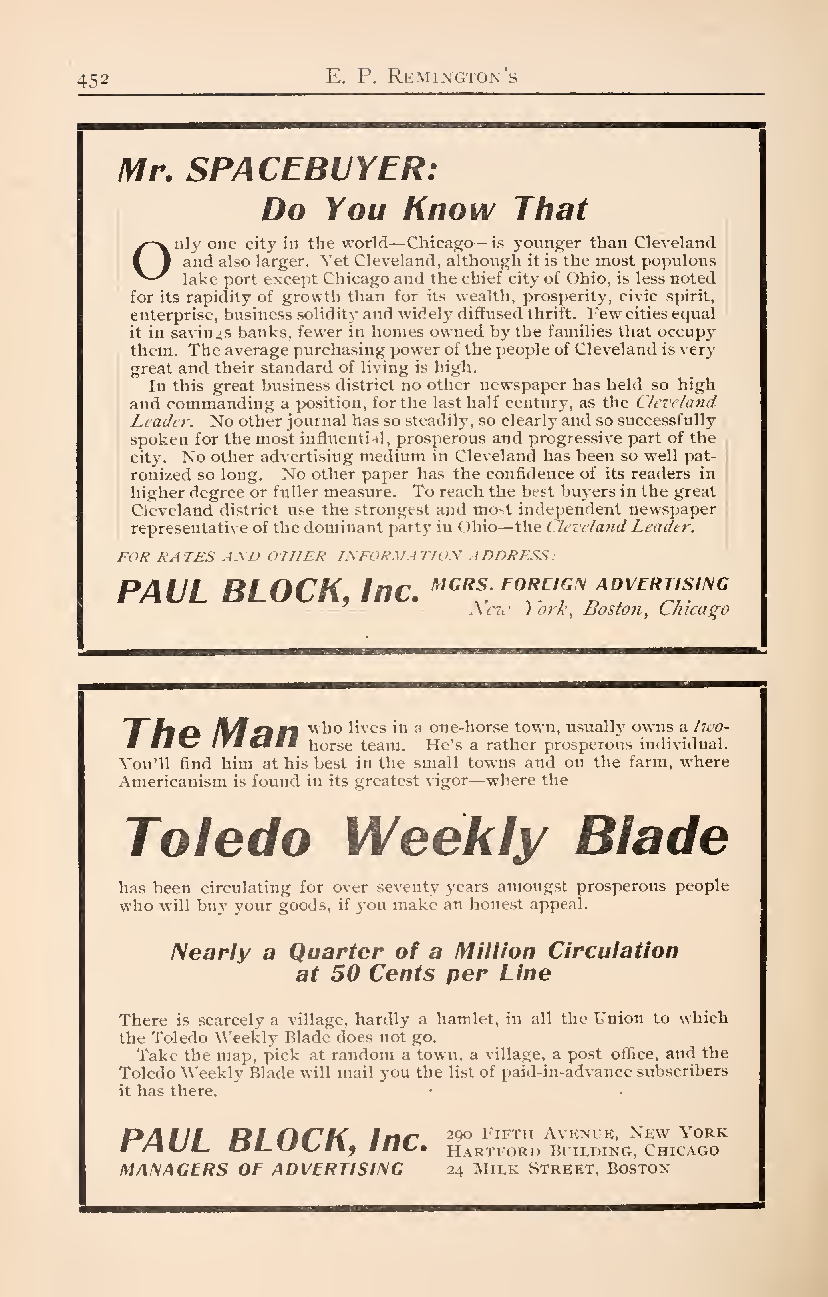 452
E. P. Remington's
Mr. SPACEBUYER:
Do You Know That
Only one city in the world—Chicago—is younger than Cleveland
and also larger. Yet Cleveland, although it is the most populous
lake port except Chicago and the chief city of Ohio, is less noted
for its rapidity of growth than for its wealth, prosperity, civic spirit,
enterprise, business solidity and widely diffused thrift. Few cities equal
it in savings banks, fewer in homes owned by the families that occupy
them. The average purchasing power of the people of Cleveland is very
great and their standard of living is high.
In this great business district no other newspaper has held so high
and commanding a position, for the last half century, as the Cleveland
Leader. No other journal has so steadily, so clearly and so successfully
spoken for the most influential, prosperous and progressive part of the
city. No other advertising medium in Cleveland has been so well pat-
ronized so long. No other paper has the confidence of its readers in
higher degree or fuller measure. To reach the best buyers in the great
Cleveland district use the strongest and most independent newspaper
representative of the dominant party in Ohio—the Cleveland Leader.
FOR RATES AND OTHER INFORMATION ADDRESS:
PAUL BLOCK, Inc. MGRS. FOREIGN ADVERTISING
New York, Boston, Chicago
The Man who lives in a one-horse town, usually owns a two-
horse team. He's a rather prosperous individual.
You'll find him at his best in the small towns and on the farm, where
Americanism is found in its greatest vigor—where the
Toledo Weekly Blade
has been circulating for over seventy years amongst prosperous people
who will buy your goods, if you make an honest appeal.
Nearly a Quarter of a Million Circulation
at 50 Cents per Line
There is scarcely a village, hardly a hamlet, in all the Union to which
the Toledo Weekly Blade does not go.
Take the map, pick at random a town, a village, a post office, and the
Toledo Weekly Blade will mail you the list of paid-in-advance subscribers
it has there.
PAUL BLOCK, Inc.
MANAGERS OF ADVERTISING
290 Fifth Avenue, New York
Hartford Building, Chicago
24 Milk Street, Boston